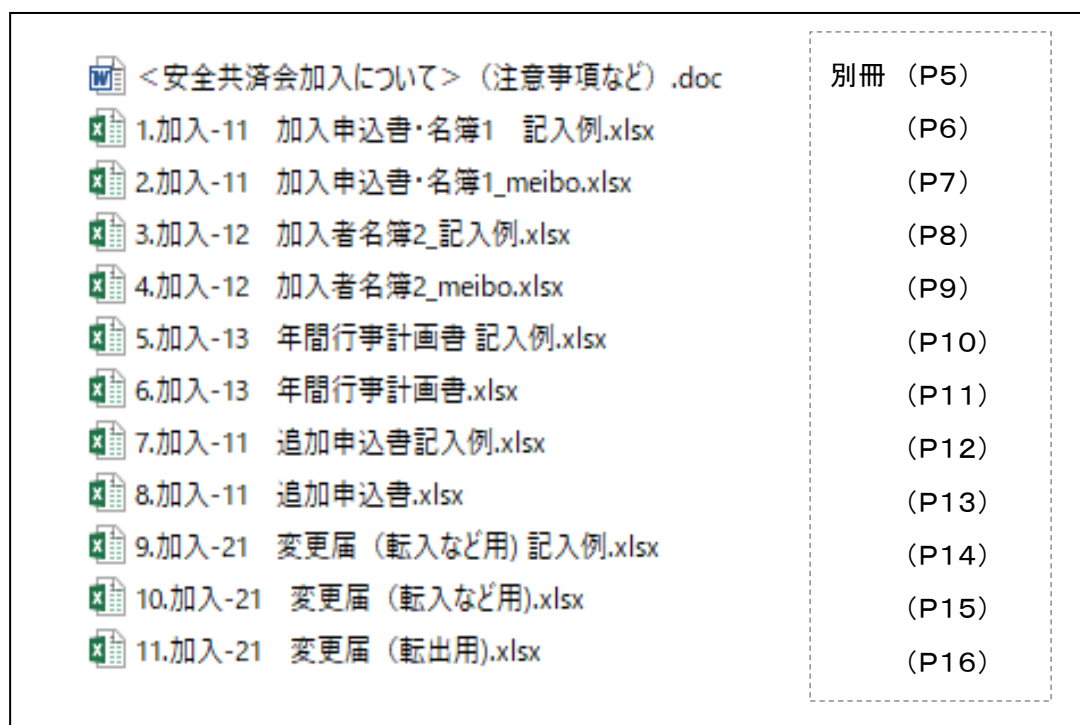 ＜安全共済会加入について＞（注意事項など）.doc 別冊（P5）
1.加入-11　加入申込書・名簿1　記入例.xlsx （P6）
2.加入-11　加入申込書・名簿1_meibo.xlsx （P7）
3.加入-12　加入者名簿2_記入例.xlsx （P8）
4.加入-12　加入者名簿2_meibo.xlsx （P9）
5.加入-13　年間行事計画書 記入例.xlsx （P10）
6.加入-13　年間行事計画書.xlsx （P11）
7.加入-11　追加申込書記入例.xlsx （P12）
8.加入-11　追加申込書.xlsx （P13）
9.加入-21　変更届（転入など用) 記入例.xlsx （P14）
10.加入-21　変更届（転入など用).xlsx （P15）
11.加入-21　変更届（転出用).xlsx （P16）